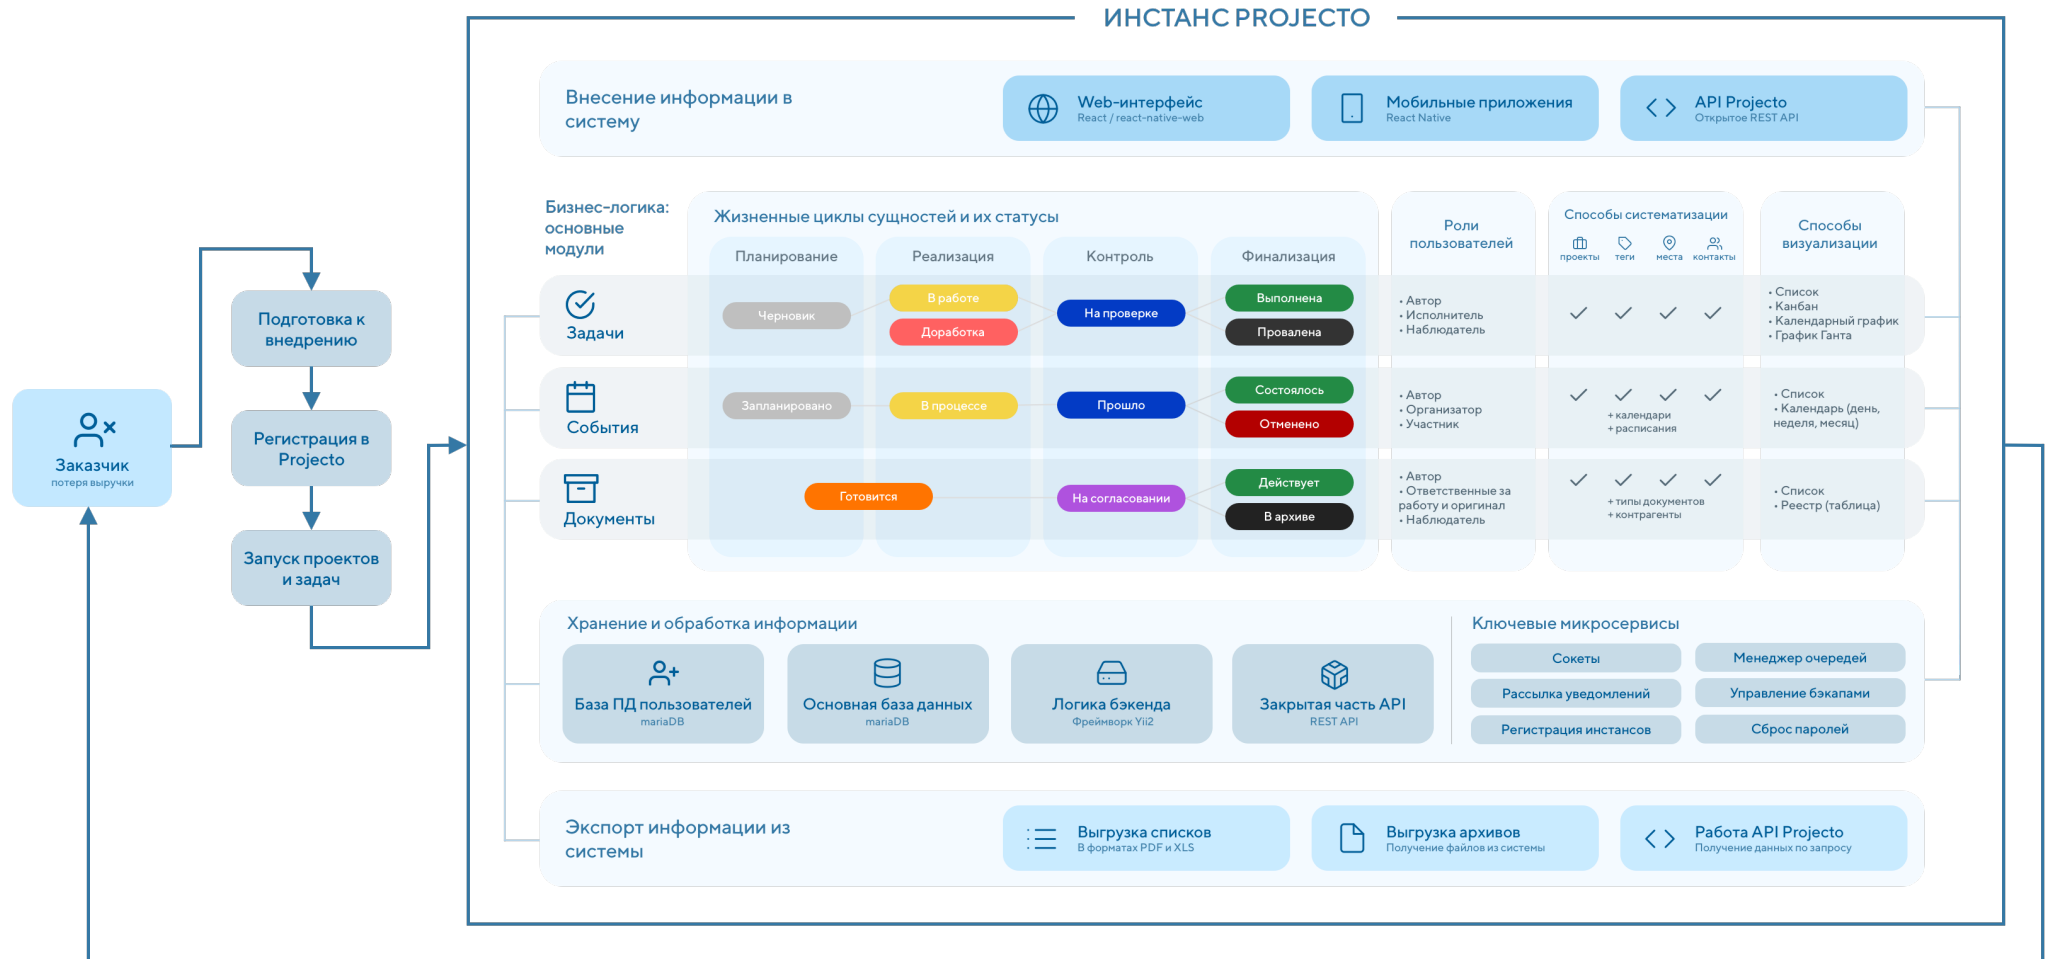 ИНСТАНС PROJECTO
Заказчик
потеря выручки
Подготовка к
внедрению
Регистрация в
Projecto
Запуск проектов
и задач
Внесение информации в
систему
Web-интерфейс
React / react-native-web
Мобильные приложения
React Native
API Projecto
Открытое REST API
Бизнес-логика:
основные
модули
Жизненные циклы сущностей и их статусы
Планирование
Реализация
Контроль
Финализация
Роли
пользователей
Способы систематизации
проекты
теги
места
контакты
Способы
визуализации
Задачи
Черновик
В работе
Доработка
На проверке
Выполнена
Провалена
• Автор
• Исполнитель
• Наблюдатель
• Список
• Канбан
• Календарный график
• График Ганта
События
Запланировано
В процессе
Прошло
Состоялось
Отменено
• Автор
• Организатор
• Участник
+ календари
+ расписания
• Список
• Календарь (день,
неделя, месяц)
Документы
Готовится
На согласовании
Действует
В архиве
• Автор
• Ответственные за
работу и оригинал
• Наблюдатель
+ типы документов
+ контрагенты
• Список
• Реестр (таблица)
Хранение и обработка информации
База ПД пользователей
mariaDB
Основная база данных
mariaDB
Логика бэкенда
Фреймворк Yii2
Закрытая часть API
REST API
Ключевые микросервисы
Сокеты
Менеджер очередей
Рассылка уведомлений
Управление бэкапами
Регистрация инстансов
Сброс паролей
Экспорт информации из
системы
Выгрузка списков
В форматах PDF и XLS
Выгрузка архивов
Получение файлов из системы
Работа API Projecto
Получение данных по запросу